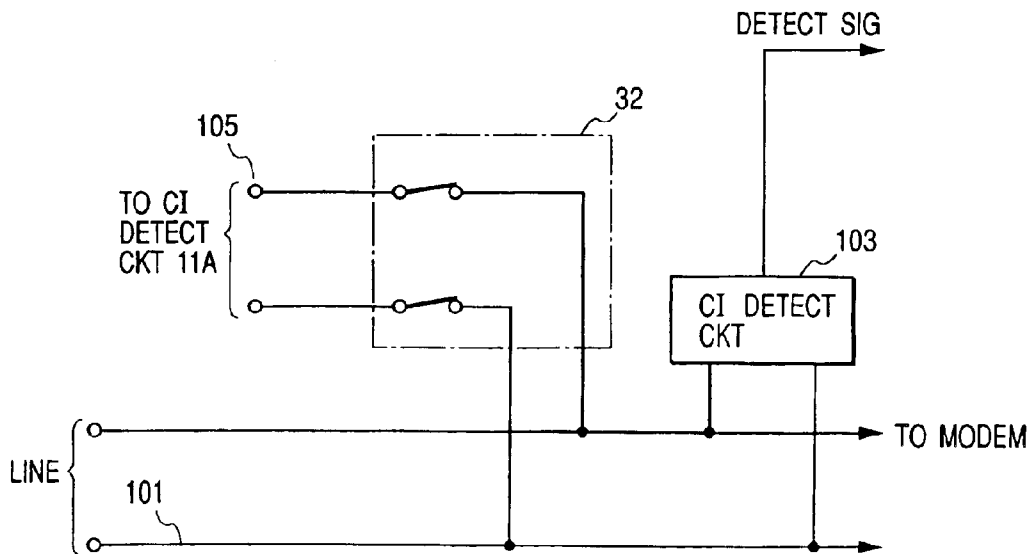 DETECT SIG
32
105
TO CI
DETECT
CKT 11A
103
CI DETECT
CKT
TO MODEM
LINE
101